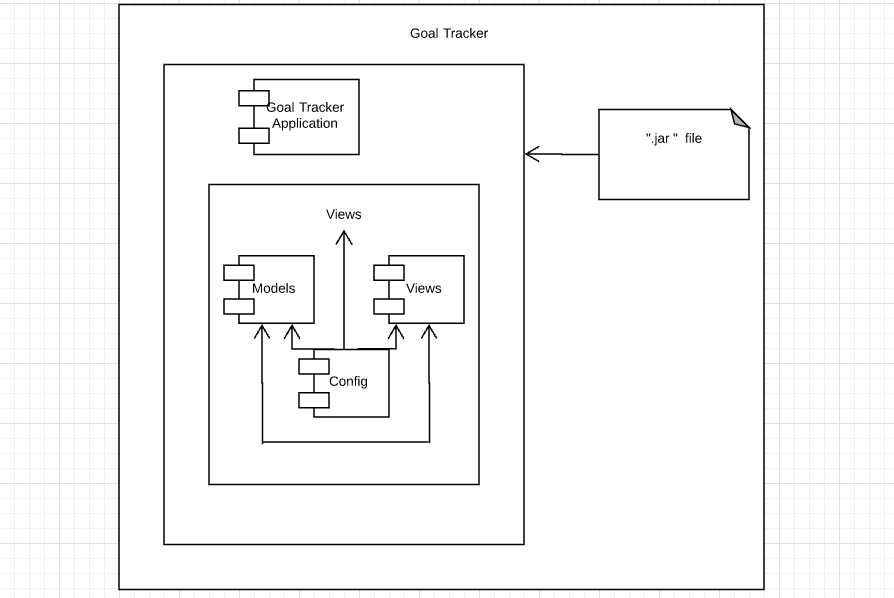 Goal Tracker
Goal Tracker
Application
".jar " file
Views
Models
Views
Config